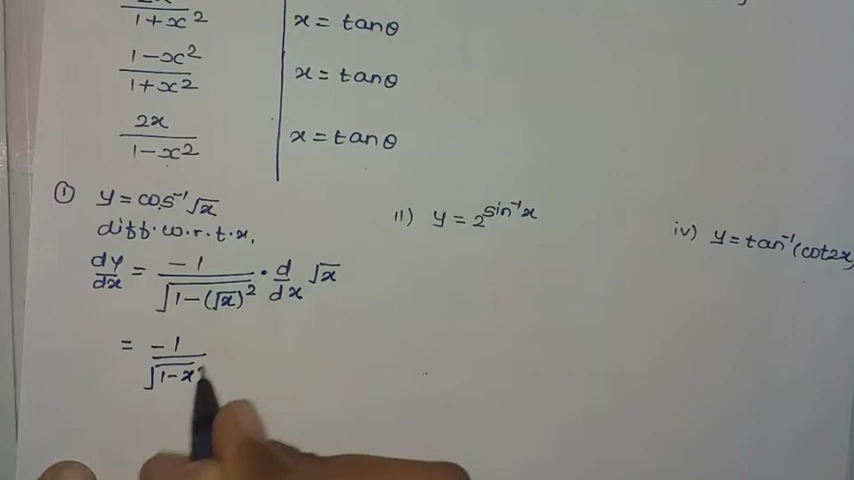 2x / 1+x² | x = tanθ
1-x² / 1+x² | x = tanθ
2x / 1-x² | x = tanθ
① y = cos⁻¹ √x
diff. w.r.t. x,
dy/dx = -1 / √(1-(√x)²) · d/dx √x
= -1 / √1-x
ii) y = 2^sin⁻¹x
iv) y = tan⁻¹(cot2x)